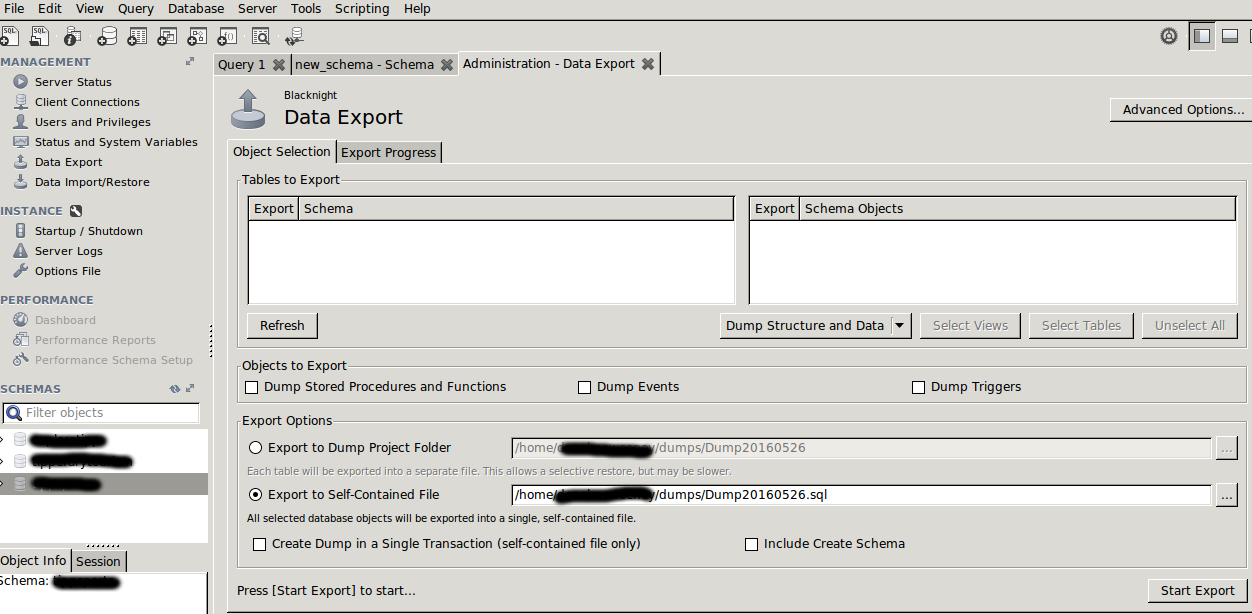 File Edit View Query Database Server Tools Scripting Help
MANAGEMENT
Server Status
Client Connections
Users and Privileges
Status and System Variables
Data Export
Data Import/Restore
INSTANCE
Startup / Shutdown
Server Logs
Options File
PERFORMANCE
Dashboard
Performance Reports
Performance Schema Setup
SCHEMAS
Filter objects
Object Info Session
Schema:
Query 1 new_schema - Schema Administration - Data Export
Blacknight
Data Export
Advanced Options...
Object Selection Export Progress
Tables to Export
Export Schema
Export Schema Objects
Refresh Dump Structure and Data Select Views Select Tables Unselect All
Objects to Export
Dump Stored Procedures and Functions Dump Events Dump Triggers
Export Options
Export to Dump Project Folder /home/ /dumps/Dump20160526 ...
Each table will be exported into a separate file. This allows a selective restore, but may be slower.
Export to Self-Contained File /home/ /dumps/Dump20160526.sql ...
All selected database objects will be exported into a single, self-contained file.
Create Dump in a Single Transaction (self-contained file only) Include Create Schema
Press [Start Export] to start... Start Export